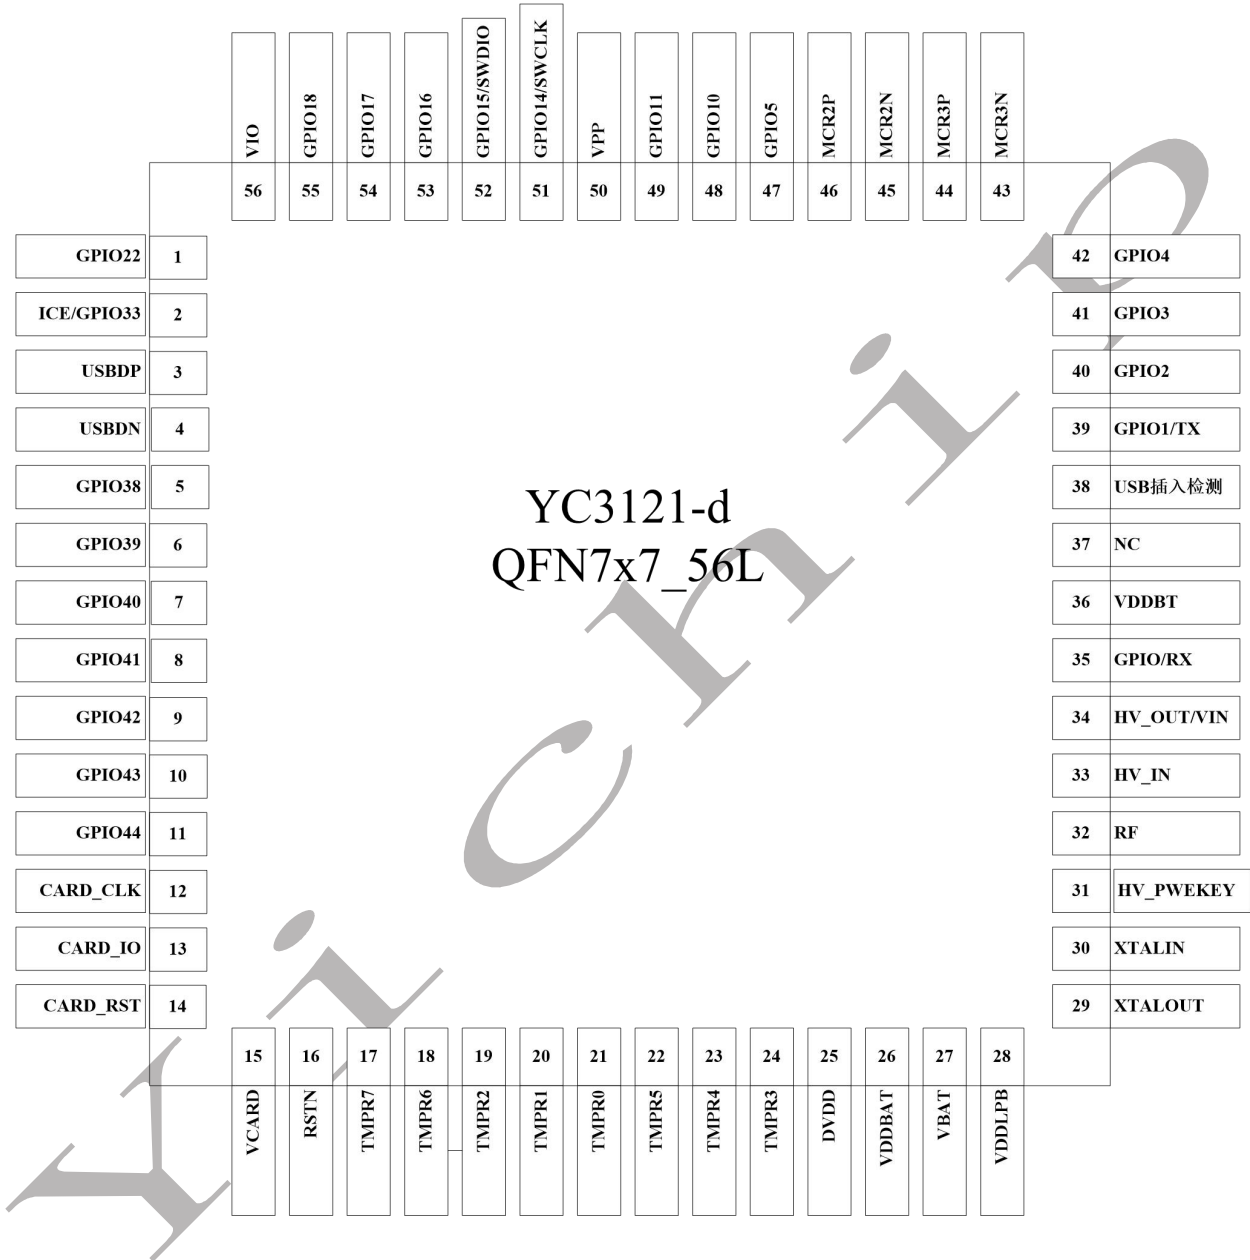 VIO
GPIO18
GPIO17
GPIO16
GPIO15/SWDIO
GPIO14/SWCLK
VPP
GPIO11
GPIO10
GPIO5
MCR2P
MCR2N
MCR3P
MCR3N
56 55 54 53 52 51 50 49 48 47 46 45 44 43
GPIO22 1
ICE/GPIO33 2
USBDP 3
USBDN 4
GPIO38 5
GPIO39 6
GPIO40 7
GPIO41 8
GPIO42 9
GPIO43 10
GPIO44 11
CARD_CLK 12
CARD_IO 13
CARD_RST 14
YC3121-d
QFN7x7_56L
Yichip
42 GPIO4
41 GPIO3
40 GPIO2
39 GPIO1/TX
38 USB插入检测
37 NC
36 VDDBT
35 GPIO/RX
34 HV_OUT/VIN
33 HV_IN
32 RF
31 HV_PWEKEY
30 XTALIN
29 XTALOUT
15 16 17 18 19 20 21 22 23 24 25 26 27 28
VCARD
RSTN
TMPR7
TMPR6
TMPR2
TMPR1
TMPR0
TMPR5
TMPR4
TMPR3
DVDD
VDDBAT
VBAT
VDDLPB